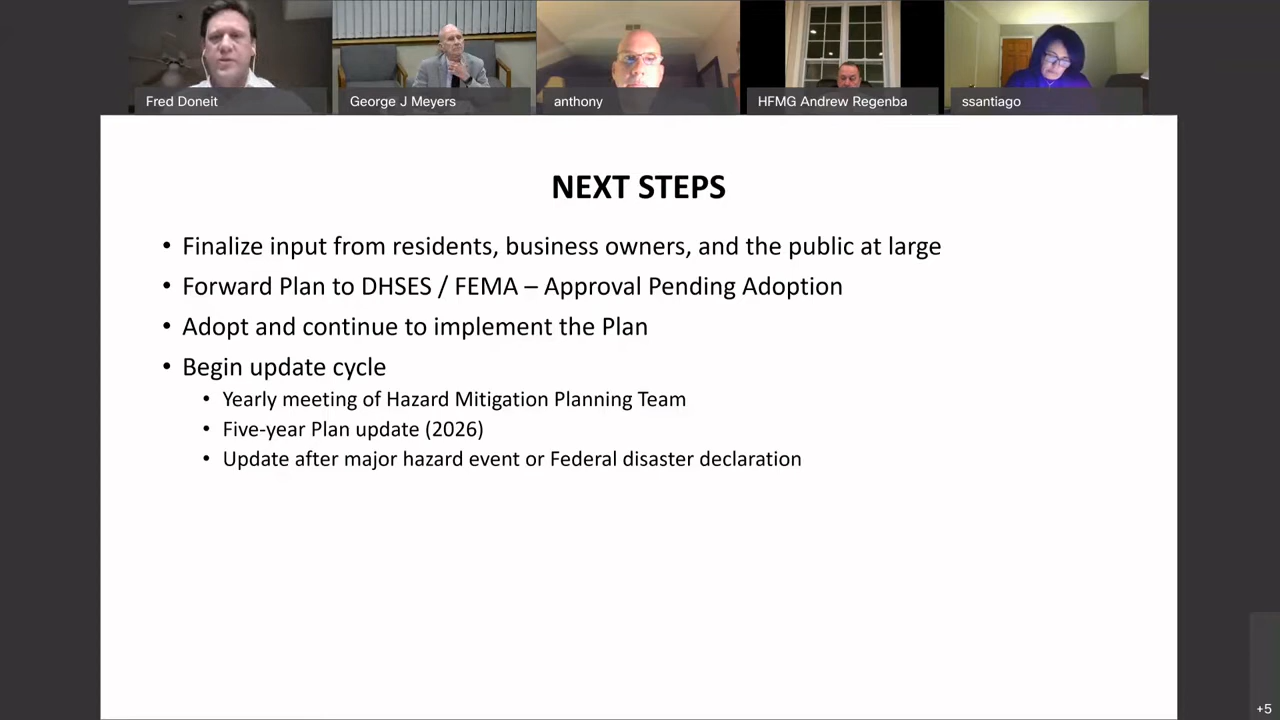 Fred Doneit
George J Meyers
anthony
HFMG Andrew Regenba
ssantiago
NEXT STEPS
• Finalize input from residents, business owners, and the public at large
• Forward Plan to DHSES / FEMA – Approval Pending Adoption
• Adopt and continue to implement the Plan
• Begin update cycle
• Yearly meeting of Hazard Mitigation Planning Team
• Five-year Plan update (2026)
• Update after major hazard event or Federal disaster declaration
+5